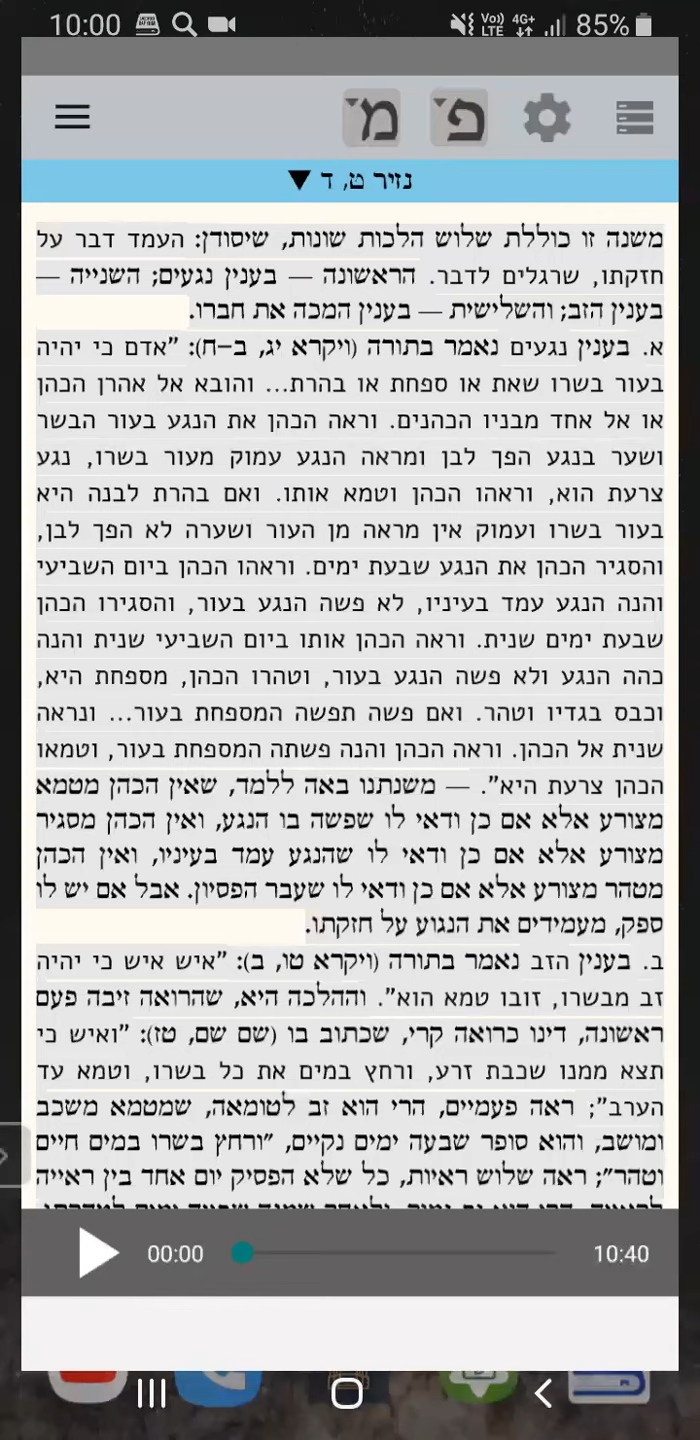 10:00 Vo)) LTE 4G+ 85%
מ פ
נזיר ט, ד ▼
משנה זו כוללת שלוש הלכות שונות, שיסודן: העמד דבר על
חזקתו, שרגלים לדבר. הראשונה — בענין נגעים; השנייה —
בענין הזב; והשלישית — בענין המכה את חברו.
א. בענין נגעים נאמר בתורה (ויקרא יג, ב–ח): ״אדם כי יהיה
בעור בשרו שאת או ספחת או בהרת... והובא אל אהרן הכהן
או אל אחד מבניו הכהנים. וראה הכהן את הנגע בעור הבשר
ושער בנגע הפך לבן ומראה הנגע עמוק מעור בשרו, נגע
צרעת הוא, וראהו הכהן וטמא אותו. ואם בהרת לבנה היא
בעור בשרו ועמוק אין מראה מן העור ושערה לא הפך לבן,
והסגיר הכהן את הנגע שבעת ימים. וראהו הכהן ביום השביעי
והנה הנגע עמד בעיניו, לא פשה הנגע בעור, והסגירו הכהן
שבעת ימים שנית. וראה הכהן אותו ביום השביעי שנית והנה
כהה הנגע ולא פשה הנגע בעור, וטהרו הכהן, מספחת היא,
וכבס בגדיו וטהר. ואם פשה תפשה המספחת בעור... ונראה
שנית אל הכהן. וראה הכהן והנה פשתה המספחת בעור, וטמאו
הכהן צרעת היא״. — משנתנו באה ללמד, שאין הכהן מטמא
מצורע אלא אם כן ודאי לו שפשה בו הנגע, ואין הכהן מסגיר
מצורע אלא אם כן ודאי לו שהנגע עמד בעיניו, ואין הכהן
מטהר מצורע אלא אם כן ודאי לו שעבר הפסיון. אבל אם יש לו
ספק, מעמידים את הנגוע על חזקתו.
ב. בענין הזב נאמר בתורה (ויקרא טו, ב): ״איש איש כי יהיה
זב מבשרו, זובו טמא הוא״. וההלכה היא, שהרואה זיבה פעם
ראשונה, דינו כרואה קרי, שכתוב בו (שם שם, טז): ״ואיש כי
תצא ממנו שכבת זרע, ורחץ במים את כל בשרו, וטמא עד
הערב״; ראה פעמיים, הרי הוא זב לטומאה, שמטמא משכב
ומושב, והוא סופר שבעה ימים נקיים, ״ורחץ בשרו במים חיים
וטהר״; ראה שלוש ראיות, כל שלא הפסיק יום אחד בין ראייה
00:00 10:40